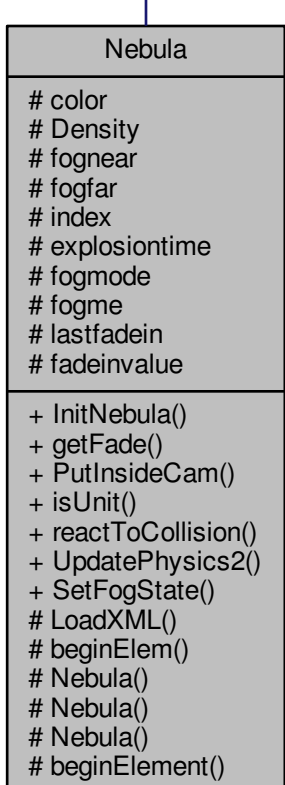 Nebula
# color
# Density
# fognear
# fogfar
# index
# explosiontime
# fogmode
# fogme
# lastfadein
# fadeinvalue
+ InitNebula()
+ getFade()
+ PutInsideCam()
+ isUnit()
+ reactToCollision()
+ UpdatePhysics2()
+ SetFogState()
# LoadXML()
# beginElem()
# Nebula()
# Nebula()
# Nebula()
# beginElement()